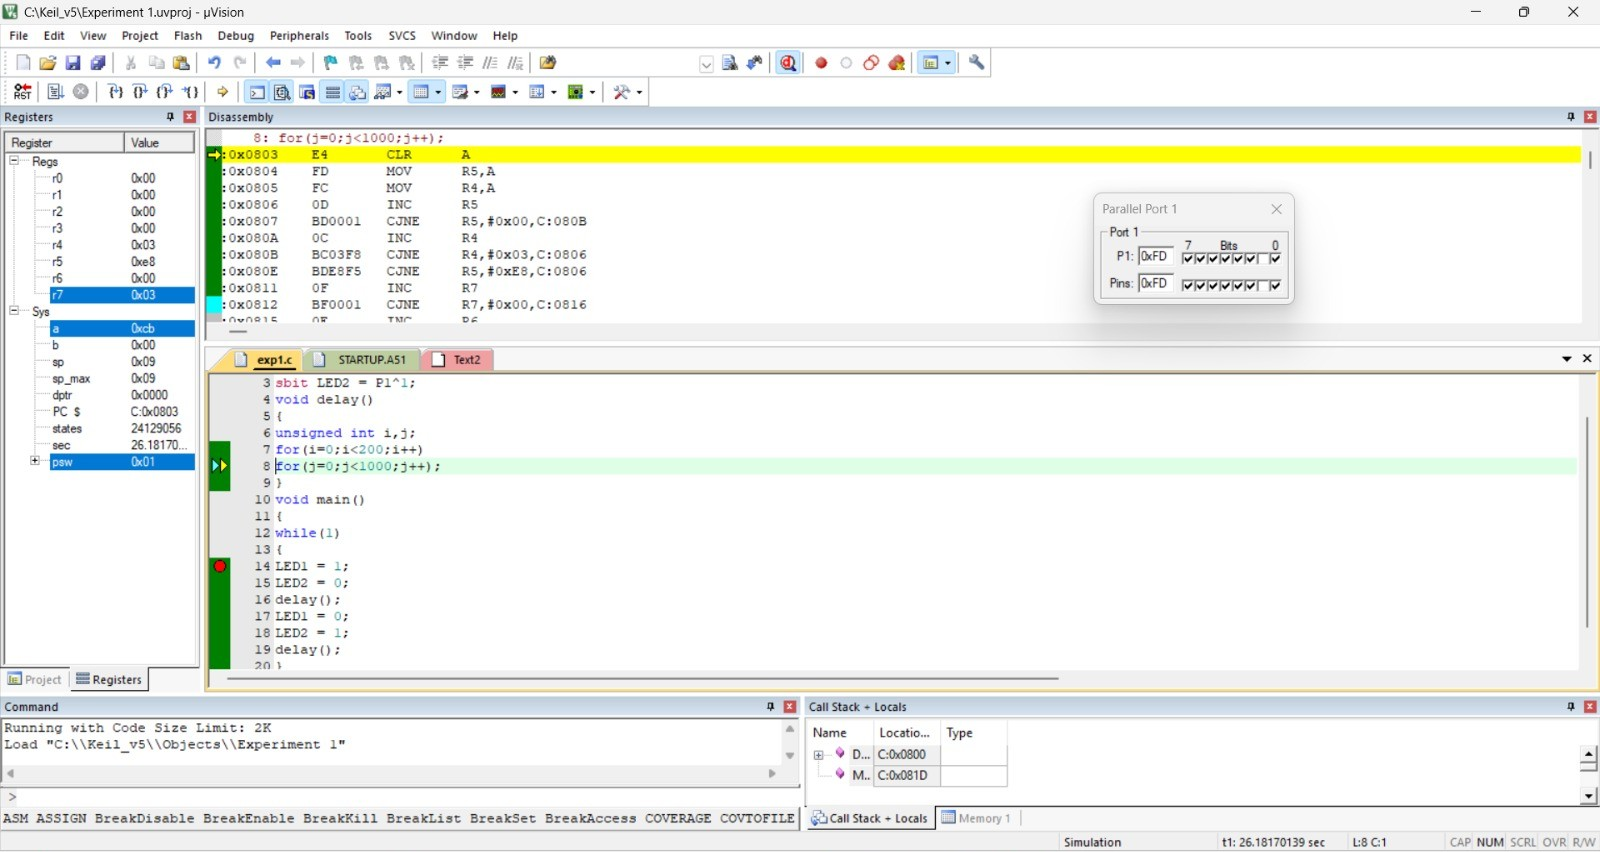 C:\Keil_v5\Experiment 1.uvproj - µVision
File Edit View Project Flash Debug Peripherals Tools SVCS Window Help
RST
Registers
Register Value
Regs
r0 0x00
r1 0x00
r2 0x00
r3 0x00
r4 0x03
r5 0xe8
r6 0x00
r7 0x03
Sys
a 0xcb
b 0x00
sp 0x09
sp_max 0x09
dptr 0x0000
PC $ C:0x0803
states 24129056
sec 26.18170...
psw 0x01
Project Registers
Disassembly
8: for(j=0;j<1000;j++);
:0x0803 E4 CLR A
:0x0804 FD MOV R5,A
:0x0805 FC MOV R4,A
:0x0806 0D INC R5
:0x0807 BD0001 CJNE R5,#0x00,C:080B
:0x080A 0C INC R4
:0x080B BC03F8 CJNE R4,#0x03,C:0806
:0x080E BDE8F5 CJNE R5,#0xE8,C:0806
:0x0811 0F INC R7
:0x0812 BF0001 CJNE R7,#0x00,C:0816
:0x0815 0E INC R6
Parallel Port 1
Port 1
7 Bits 0
P1: 0xFD
Pins: 0xFD
exp1.c STARTUP.A51 Text2
3 sbit LED2 = P1^1;
4 void delay()
5 {
6 unsigned int i,j;
7 for(i=0;i<200;i++)
8 for(j=0;j<1000;j++);
9 }
10 void main()
11 {
12 while(1)
13 {
14 LED1 = 1;
15 LED2 = 0;
16 delay();
17 LED1 = 0;
18 LED2 = 1;
19 delay();
20 }
Command
Running with Code Size Limit: 2K
Load "C:\\Keil_v5\\Objects\\Experiment 1"
>
ASM ASSIGN BreakDisable BreakEnable BreakKill BreakList BreakSet BreakAccess COVERAGE COVTOFILE
Call Stack + Locals
Name Locatio... Type
D... C:0x0800
M.. C:0x081D
Call Stack + Locals Memory 1
Simulation t1: 26.18170139 sec L:8 C:1 CAP NUM SCRL OVR R/W